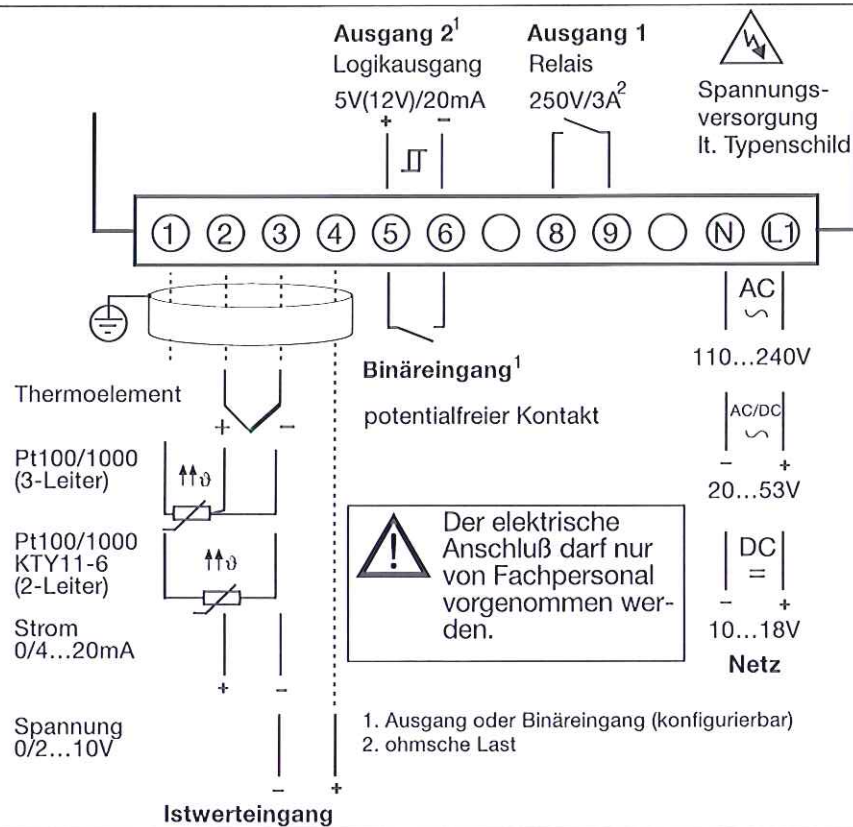 Ausgang 2¹
Logikausgang
5V(12V)/20mA
+ −
Ausgang 1
Relais
250V/3A²
Spannungs-
versorgung
lt. Typenschild
1 2 3 4 5 6 8 9 N L1
Thermoelement
+ −
Pt100/1000
(3-Leiter)
ϑ
Pt100/1000
KTY11-6
(2-Leiter)
ϑ
Strom
0/4...20mA
+ −
Spannung
0/2...10V
− +
Istwerteingang
Binäreingang¹
potentialfreier Kontakt
Der elektrische
Anschluß darf nur
von Fachpersonal
vorgenommen wer-
den.
1. Ausgang oder Binäreingang (konfigurierbar)
2. ohmsche Last
AC
110...240V
AC/DC
− +
20...53V
DC
=
− +
10...18V
Netz